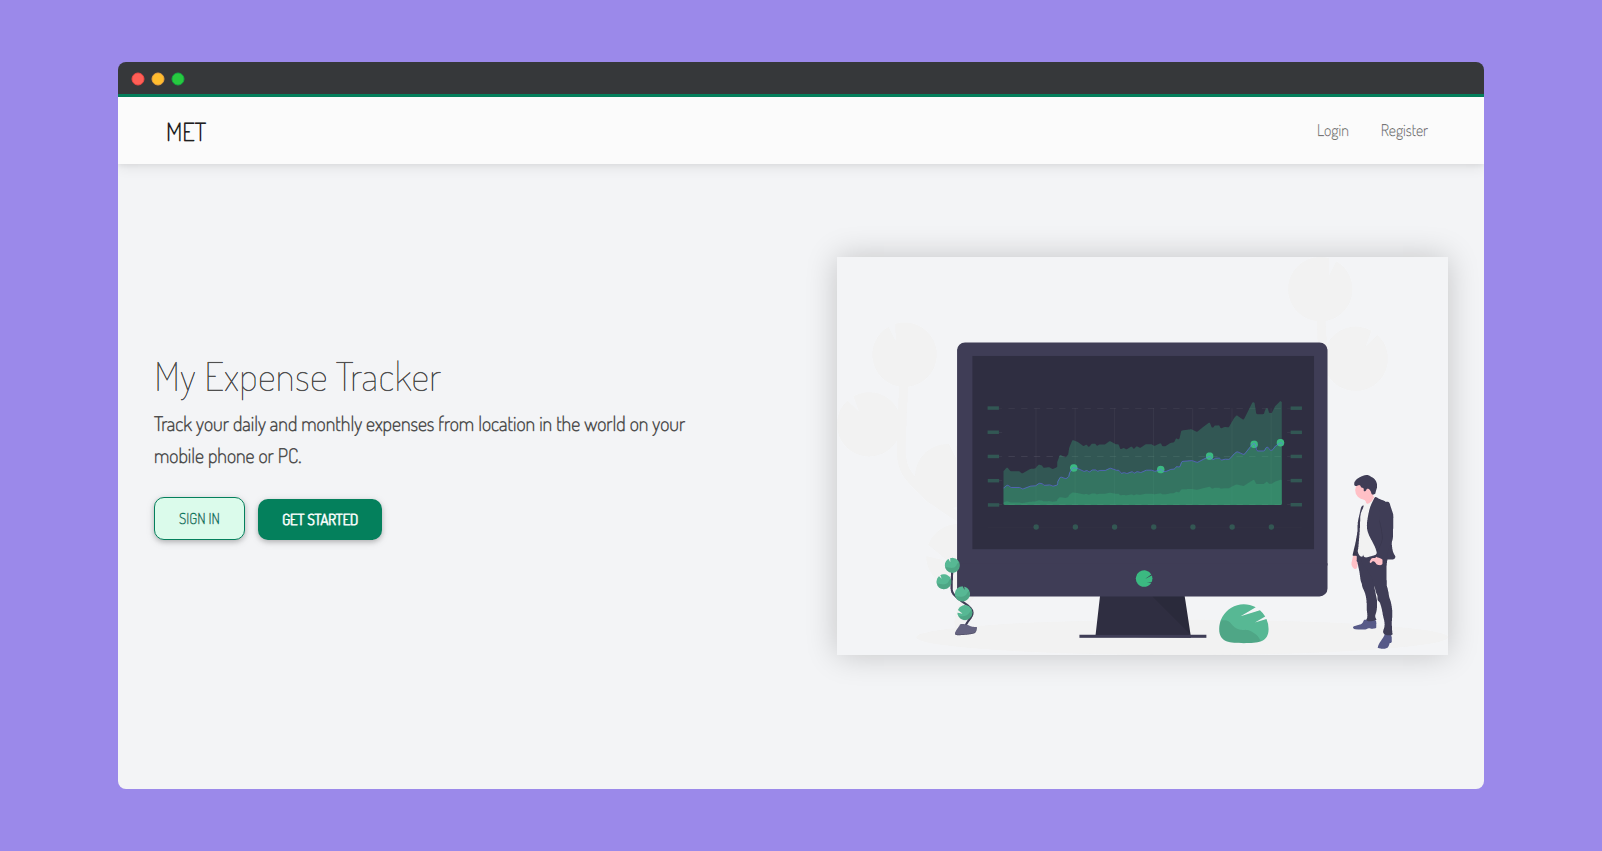 MET
Login
Register
My Expense Tracker
Track your daily and monthly expenses from location in the world on your
mobile phone or PC.
SIGN IN
GET STARTED